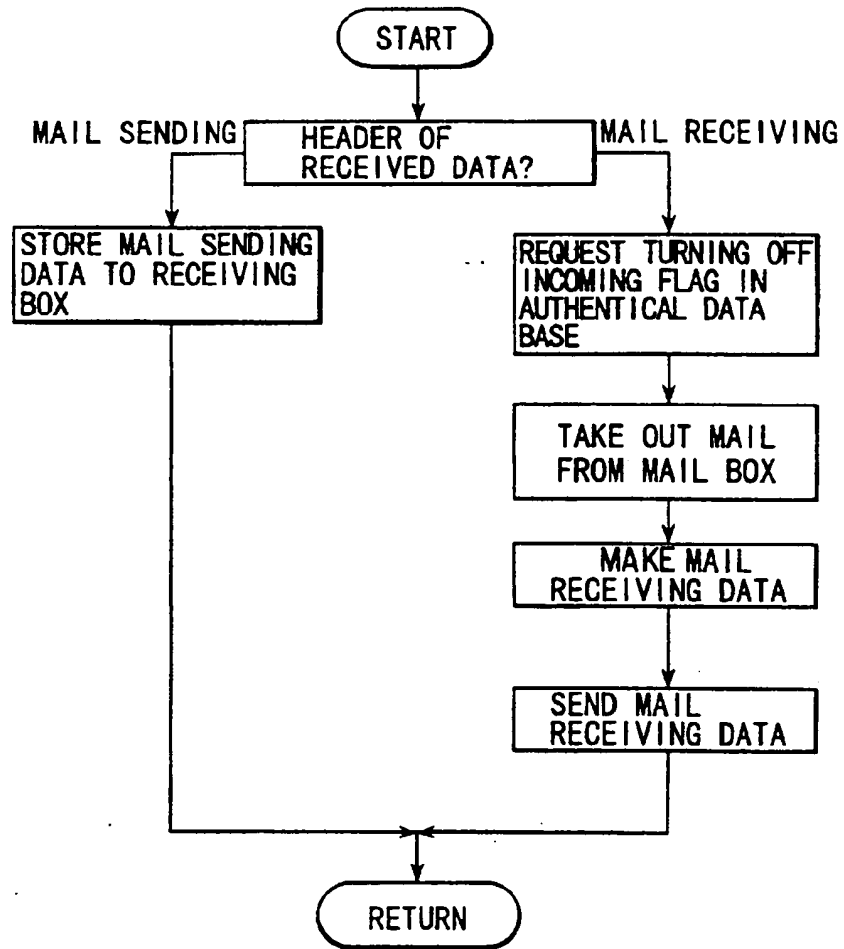 START
MAIL SENDING
HEADER OF
RECEIVED DATA?
MAIL RECEIVING
STORE MAIL SENDING
DATA TO RECEIVING
BOX
REQUEST TURNING OFF
INCOMING FLAG IN
AUTHENTICAL DATA
BASE
TAKE OUT MAIL
FROM MAIL BOX
MAKE MAIL
RECEIVING DATA
SEND MAIL
RECEIVING DATA
RETURN